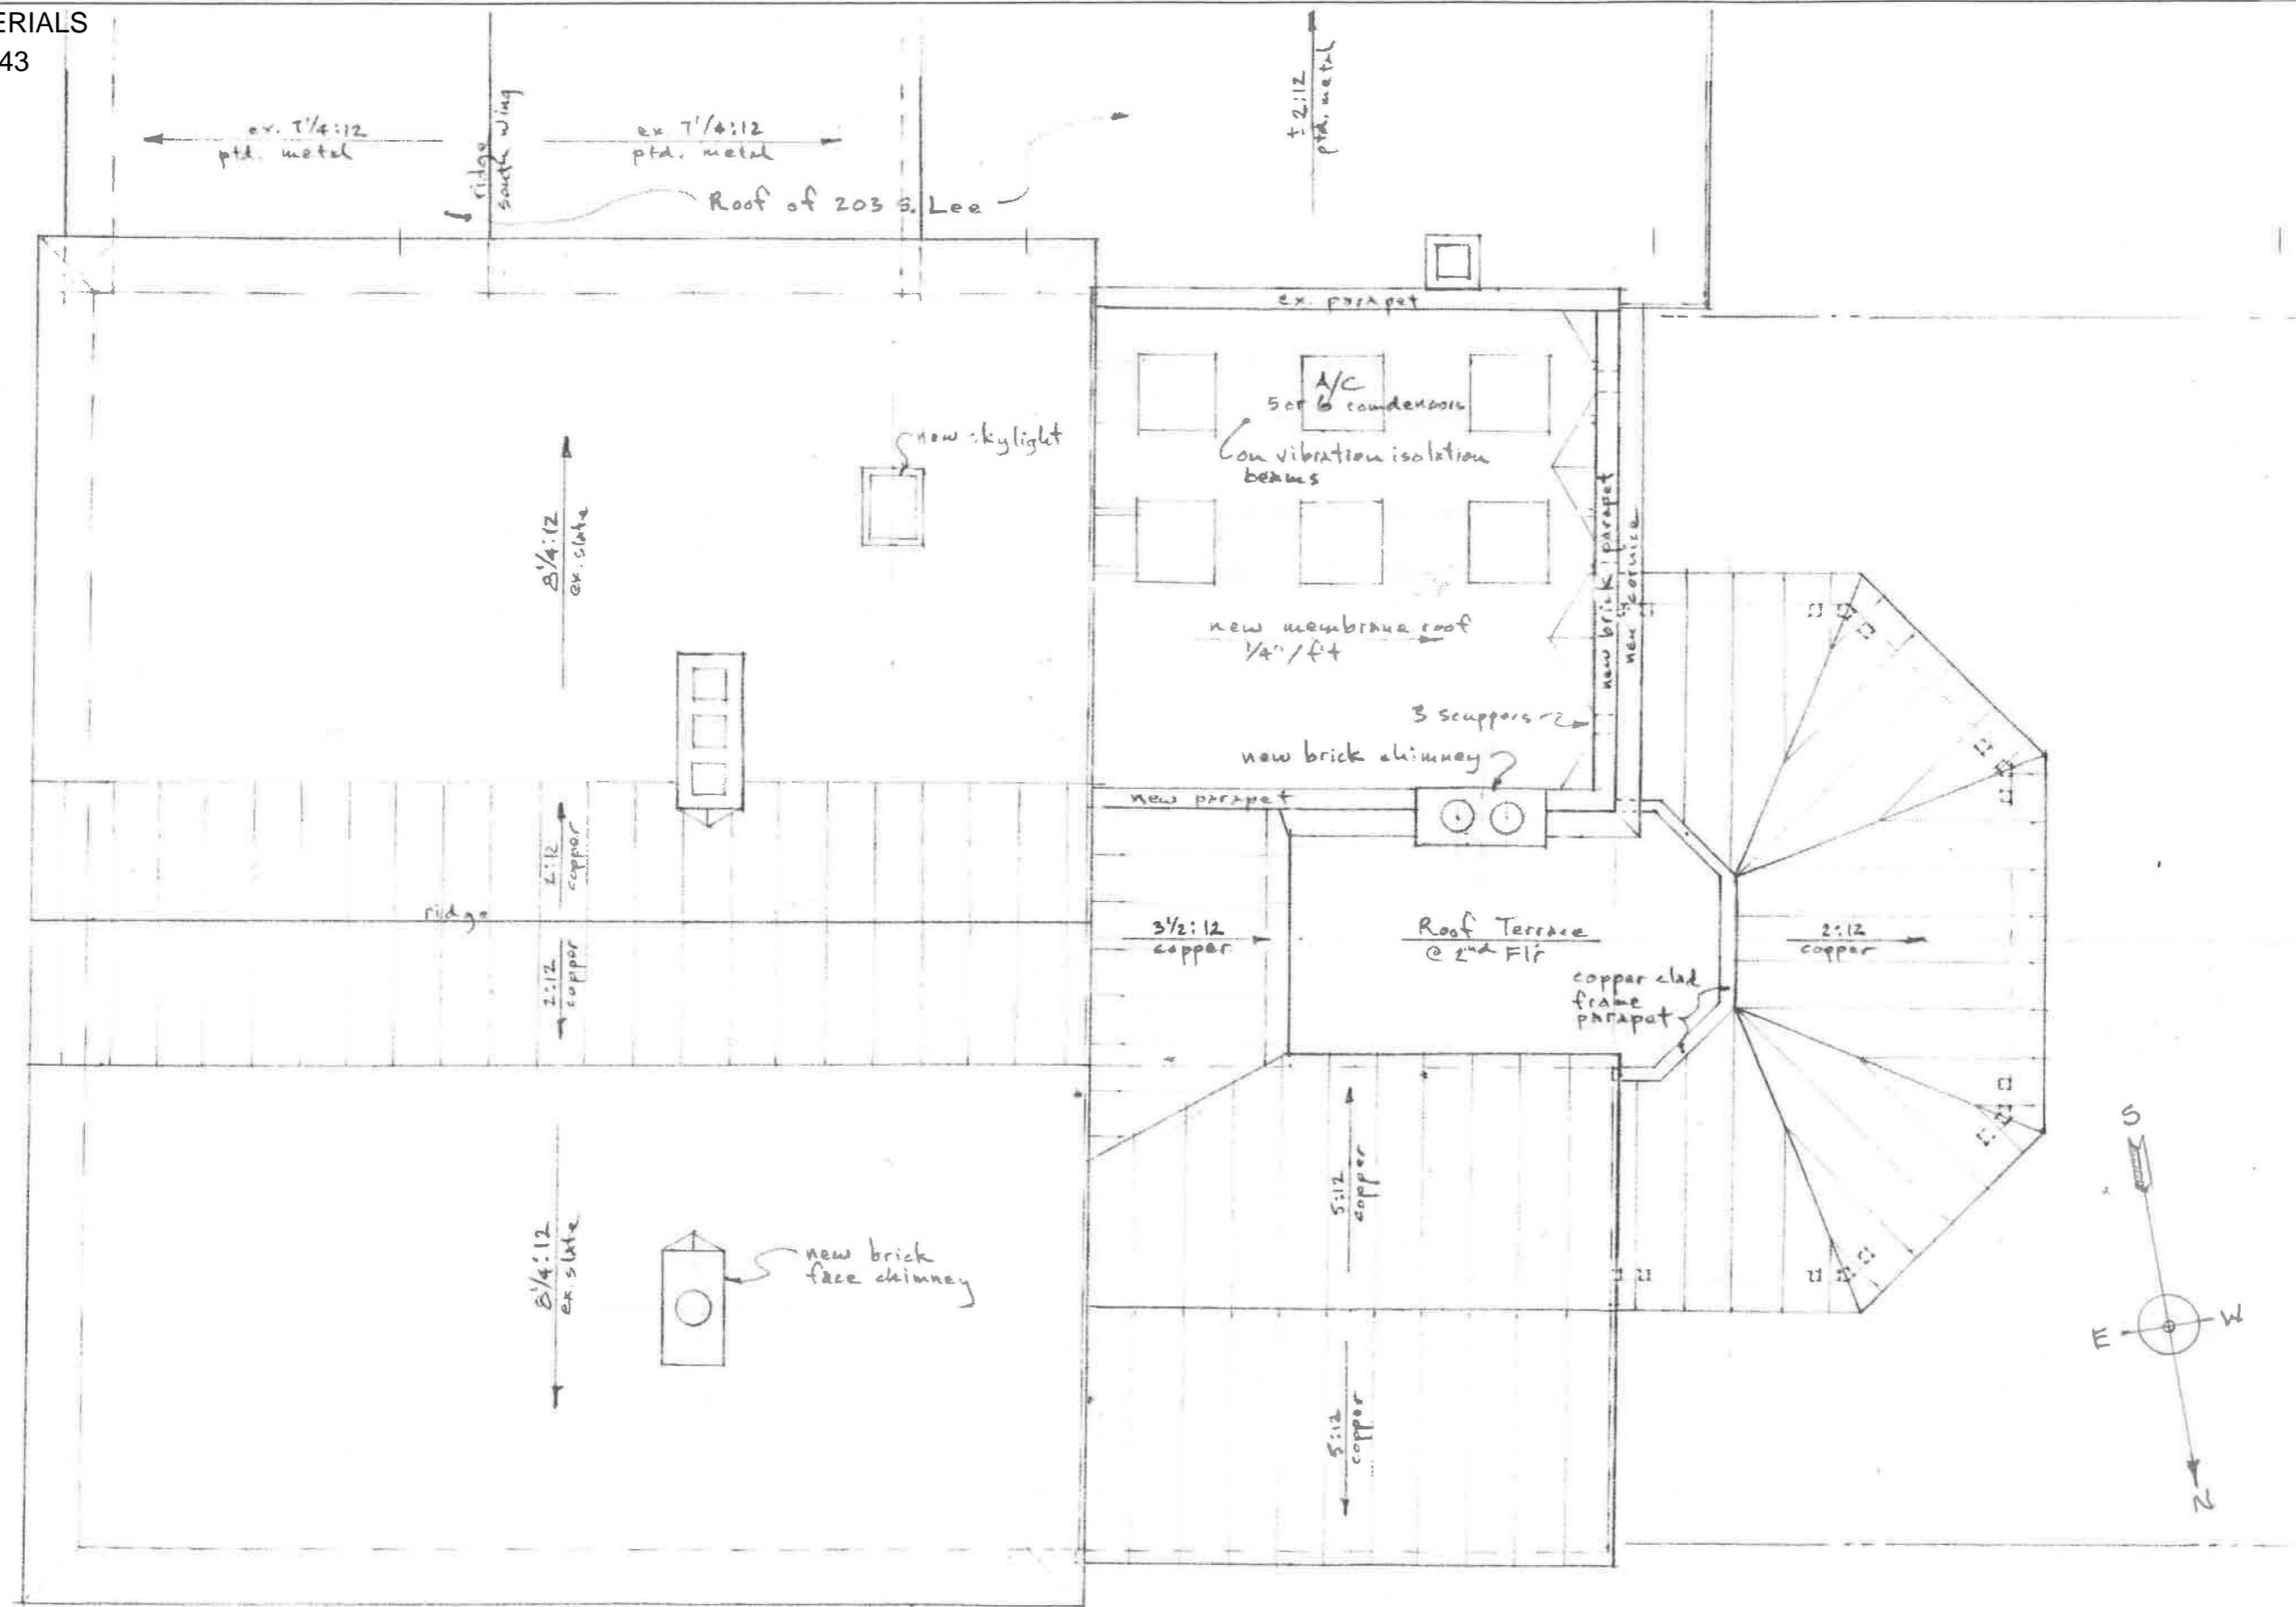 ERIALS
43
ex. 7 1/4:12
ptd. metal
ridge
south wing
ex. 7 1/4:12
ptd. metal
± 2:12
ptd. metal
Roof of 203 S. Lee
ex. parapet
A/C
5 or 6 condensors
on vibration isolation
beams
new skylight
8 1/4:12
ex. slate
new brick parapet
new cornice
new membrane roof
1/4"/ft
3 scuppers
new brick chimney
new parapet
2:12
copper
ridge
2:12
copper
3 1/2:12
copper
Roof Terrace
@ 2nd Flr
2:12
copper
copper clad
frame
parapet
8 1/4:12
ex. slate
new brick
face chimney
5:12
copper
5:12
copper
S
E
W
N